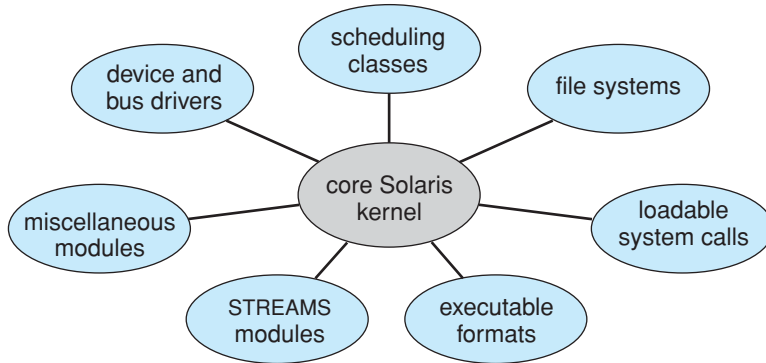 scheduling
classes
device and
bus drivers
file systems
core Solaris
kernel
miscellaneous
modules
loadable
system calls
STREAMS
modules
executable
formats